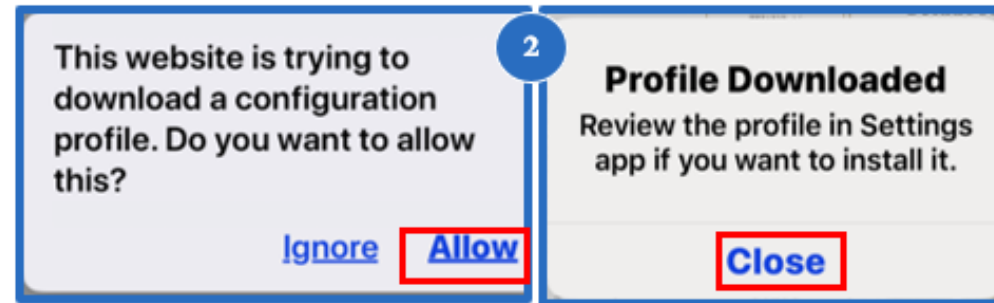 This website is trying to
download a configuration
profile. Do you want to allow
this?
Ignore Allow
2
Profile Downloaded
Review the profile in Settings
app if you want to install it.
Close